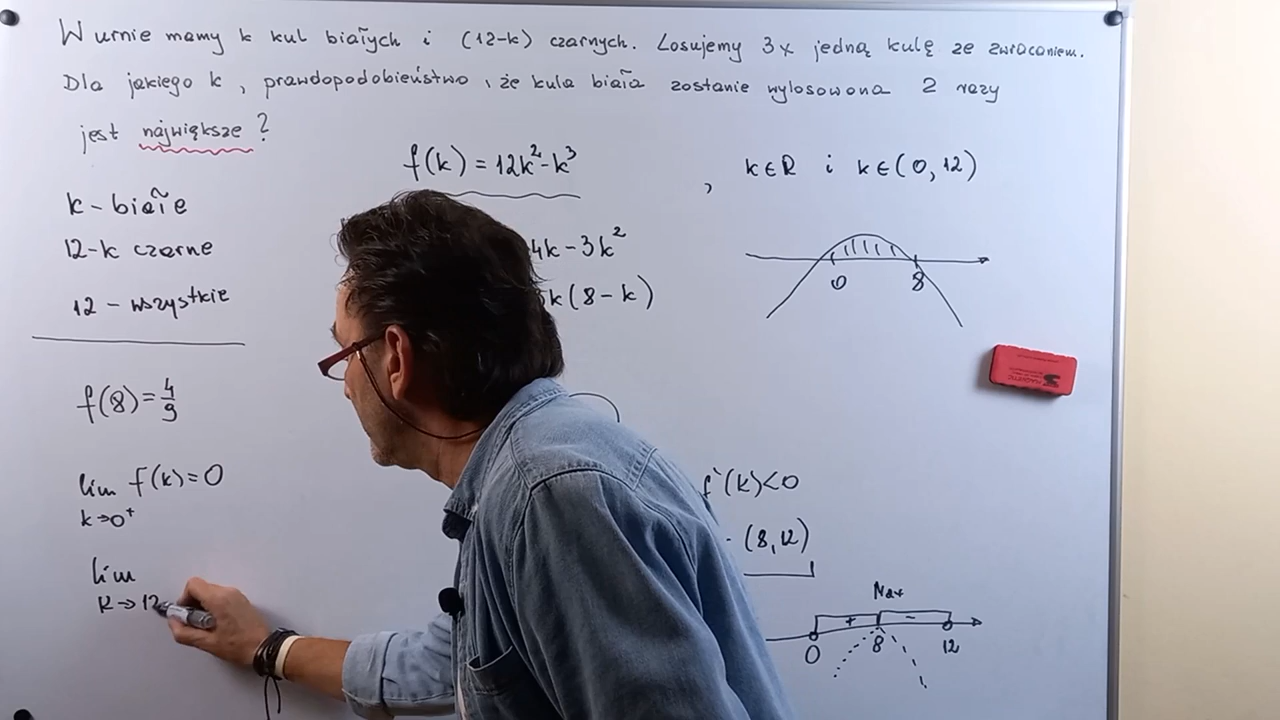 W urnie mamy k kul białych i (12-k) czarnych. Losujemy 3x jedną kulę ze zwracaniem.
Dla jakiego k, prawdopodobieństwo, że kula biała zostanie wylosowana 2 razy
jest największe?
f(k) = 12k²-k³ , k∈R i k∈(0,12)
k - białe
12-k czarne
12 - wszystkie
4k - 3k²
k(8-k)
0 8
f(8) = 4/9
lim f(k) = 0
k→0⁺
lim
k→12
f'(k)<0
(8,12)
Max
+ -
0 8 12
MAGNETIC